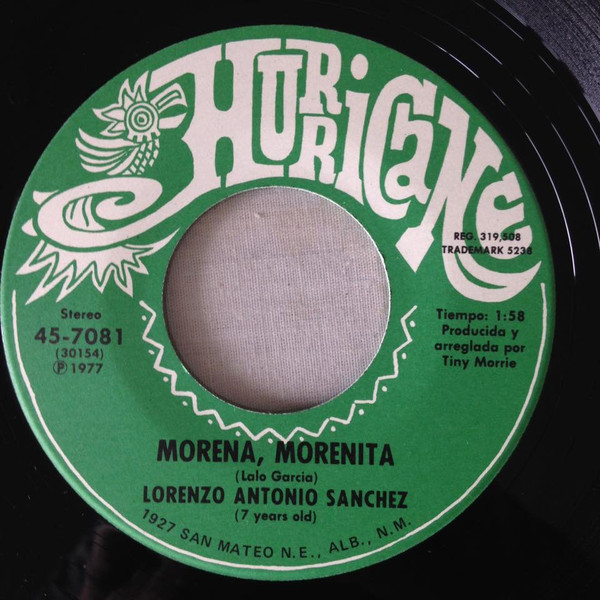 HURRICANE
REG. 319,508
TRADEMARK 5238
Stereo
45-7081
(30154)
Ⓟ 1977
Tiempo: 1:58
Producida y
arreglada por
Tiny Morrie
MORENA, MORENITA
(Lalo Garcia)
LORENZO ANTONIO SANCHEZ
(7 years old)
1927 SAN MATEO N.E., ALB., N.M.